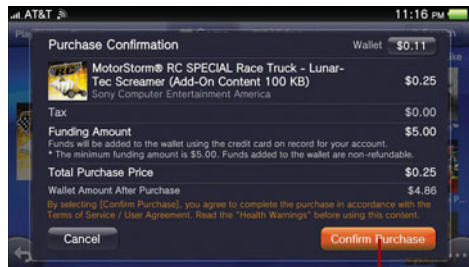 AT&T 11:16 PM
Purchase Confirmation Wallet $0.11
MotorStorm® RC SPECIAL Race Truck - Lunar-
Tec Screamer (Add-On Content 100 KB) $0.25
Sony Computer Entertainment America
Tax $0.00
Funding Amount $5.00
Funds will be added to the wallet using the credit card on record for your account.
* The minimum funding amount is $5.00. Funds added to the wallet are non-refundable.
Total Purchase Price $0.25
Wallet Amount After Purchase $4.86
By selecting [Confirm Purchase], you agree to complete the purchase in accordance with the
Terms of Service / User Agreement. Read the "Health Warnings" before using this content.
Cancel Confirm Purchase